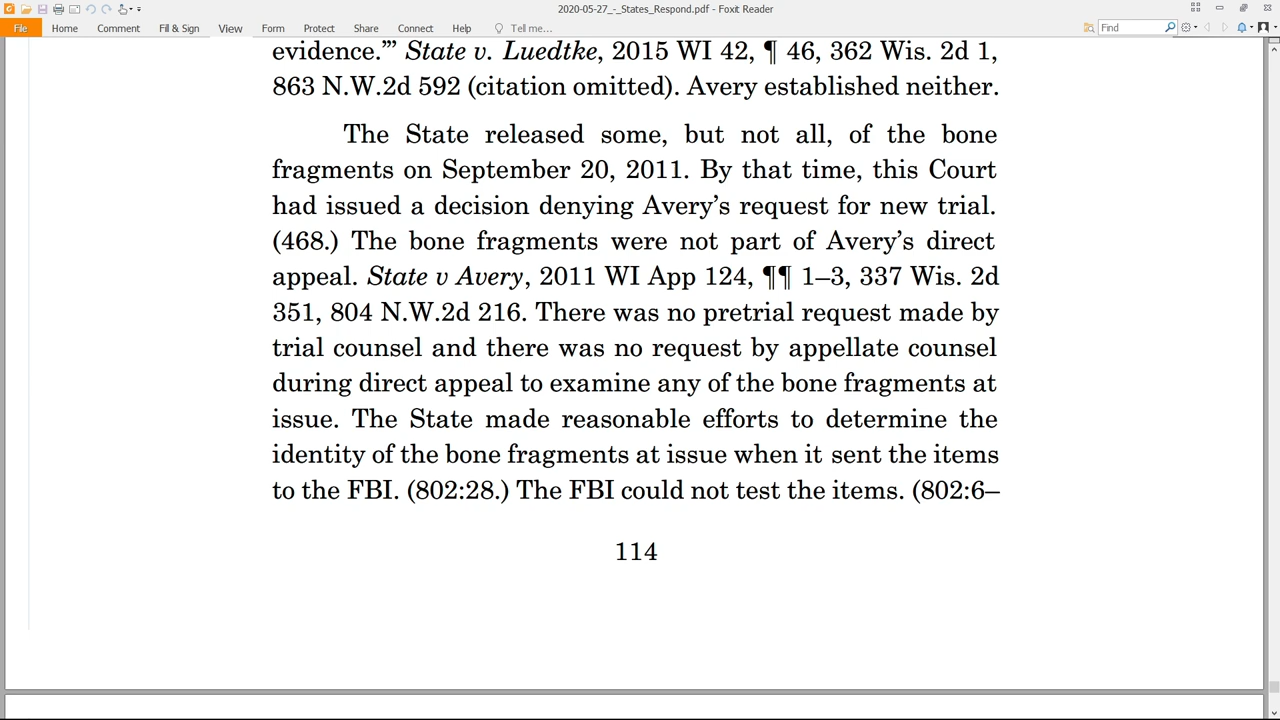 2020-05-27_-_States_Respond.pdf - Foxit Reader
File Home Comment Fill & Sign View Form Protect Share Connect Help Tell me... Find
evidence.’” State v. Luedtke, 2015 WI 42, ¶ 46, 362 Wis. 2d 1,
863 N.W.2d 592 (citation omitted). Avery established neither.
The State released some, but not all, of the bone
fragments on September 20, 2011. By that time, this Court
had issued a decision denying Avery’s request for new trial.
(468.) The bone fragments were not part of Avery’s direct
appeal. State v Avery, 2011 WI App 124, ¶¶ 1–3, 337 Wis. 2d
351, 804 N.W.2d 216. There was no pretrial request made by
trial counsel and there was no request by appellate counsel
during direct appeal to examine any of the bone fragments at
issue. The State made reasonable efforts to determine the
identity of the bone fragments at issue when it sent the items
to the FBI. (802:28.) The FBI could not test the items. (802:6–
114